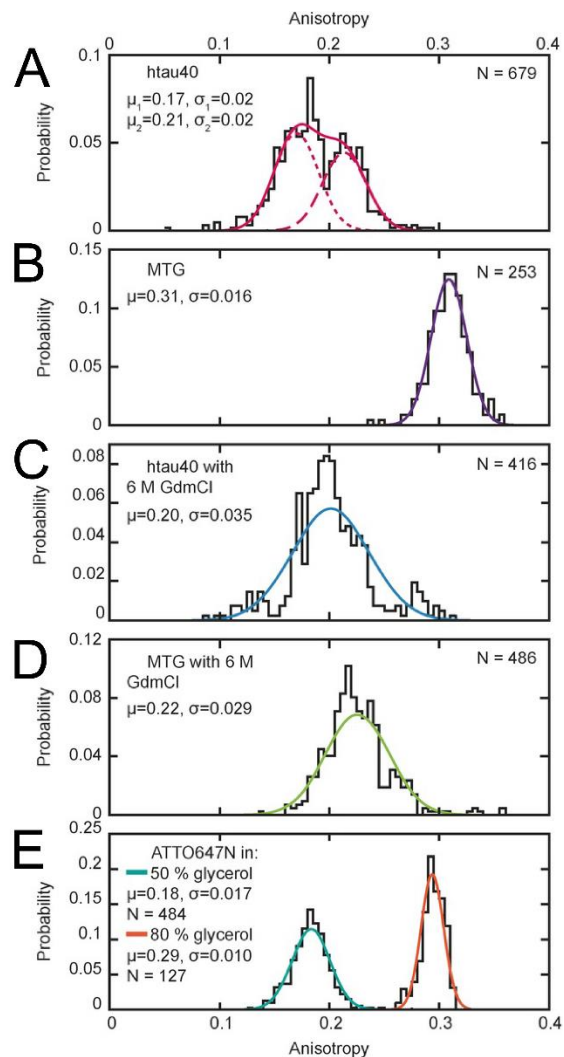 Anisotropy
0 0.1 0.2 0.3 0.4
A
0.1
0.05
0
Probability
htau40
N = 679
μ1=0.17, σ1=0.02
μ2=0.21, σ2=0.02
B
0.15
0.1
0.05
0
Probability
MTG
N = 253
μ=0.31, σ=0.016
C
0.08
0.06
0.04
0.02
0
Probability
htau40 with
6 M GdmCl
N = 416
μ=0.20, σ=0.035
D
0.12
0.08
0.04
0
Probability
MTG with 6 M
GdmCl
N = 486
μ=0.22, σ=0.029
E
0.25
0.2
0.15
0.1
0.05
0
Probability
ATTO647N in:
50 % glycerol
μ=0.18, σ=0.017
N = 484
80 % glycerol
μ=0.29, σ=0.010
N = 127
0 0.1 0.2 0.3 0.4
Anisotropy